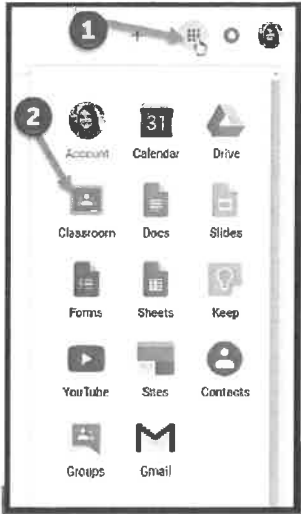 1
2
31
Account Calendar Drive
Classroom Docs Slides
Forms Sheets Keep
YouTube Sites Contacts
Groups Gmail